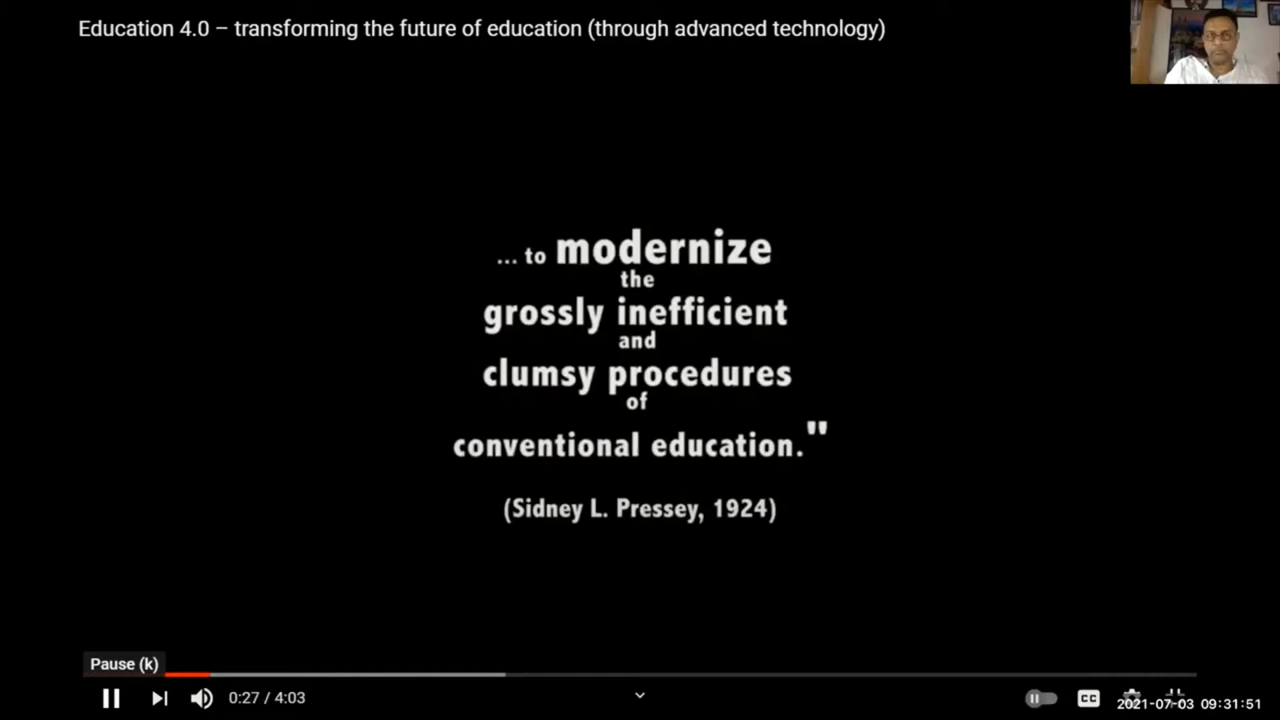 Education 4.0 – transforming the future of education (through advanced technology)
... to modernize
the
grossly inefficient
and
clumsy procedures
of
conventional education."
(Sidney L. Pressey, 1924)
Pause (k)
0:27 / 4:03
CC
2021-07-03 09:31:51